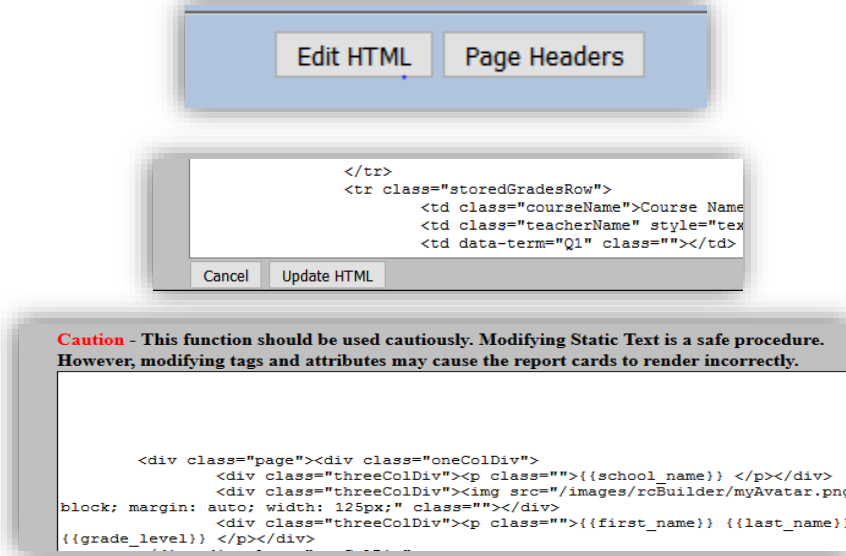 Edit HTML Page Headers
</tr>
<tr class="storedGradesRow">
<td class="courseName">Course Name
<td class="teacherName" style="tex
<td data-term="Q1" class=""></td>
Cancel Update HTML
Caution - This function should be used cautiously. Modifying Static Text is a safe procedure.
However, modifying tags and attributes may cause the report cards to render incorrectly.
<div class="page"><div class="oneColDiv">
<div class="threeColDiv"><p class="">{{school_name}} </p></div>
<div class="threeColDiv"><img src="/images/rcBuilder/myAvatar.png
block; margin: auto; width: 125px;" class=""></div>
<div class="threeColDiv"><p class="">{{first_name}} {{last_name}}
{{grade_level}} </p></div>